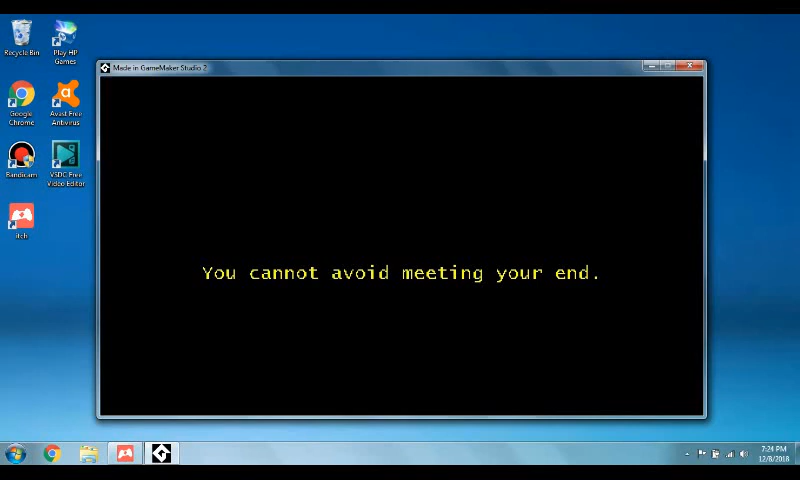 Recycle Bin
Play HP
Games
Google
Chrome
Avast Free
Antivirus
Bandicam
VSDC Free
Video Editor
itch
Made in GameMaker Studio 2
You cannot avoid meeting your end.
7:24 PM
12/8/2018